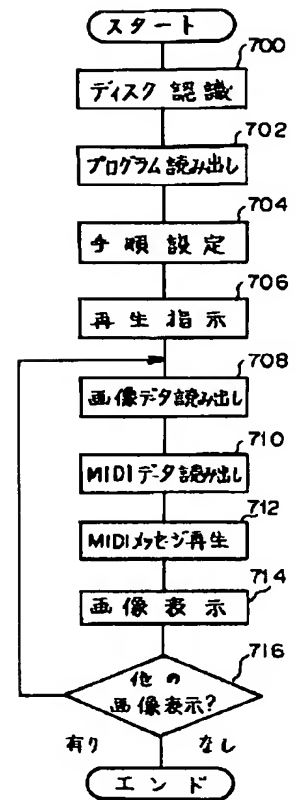 スタート
700
ディスク認識
702
プログラム読み出し
704
手順設定
706
再生指示
708
画像データ読み出し
710
MIDIデータ読み出し
712
MIDIメッセージ再生
714
画像表示
716
他の
画像表示?
有り なし
エンド